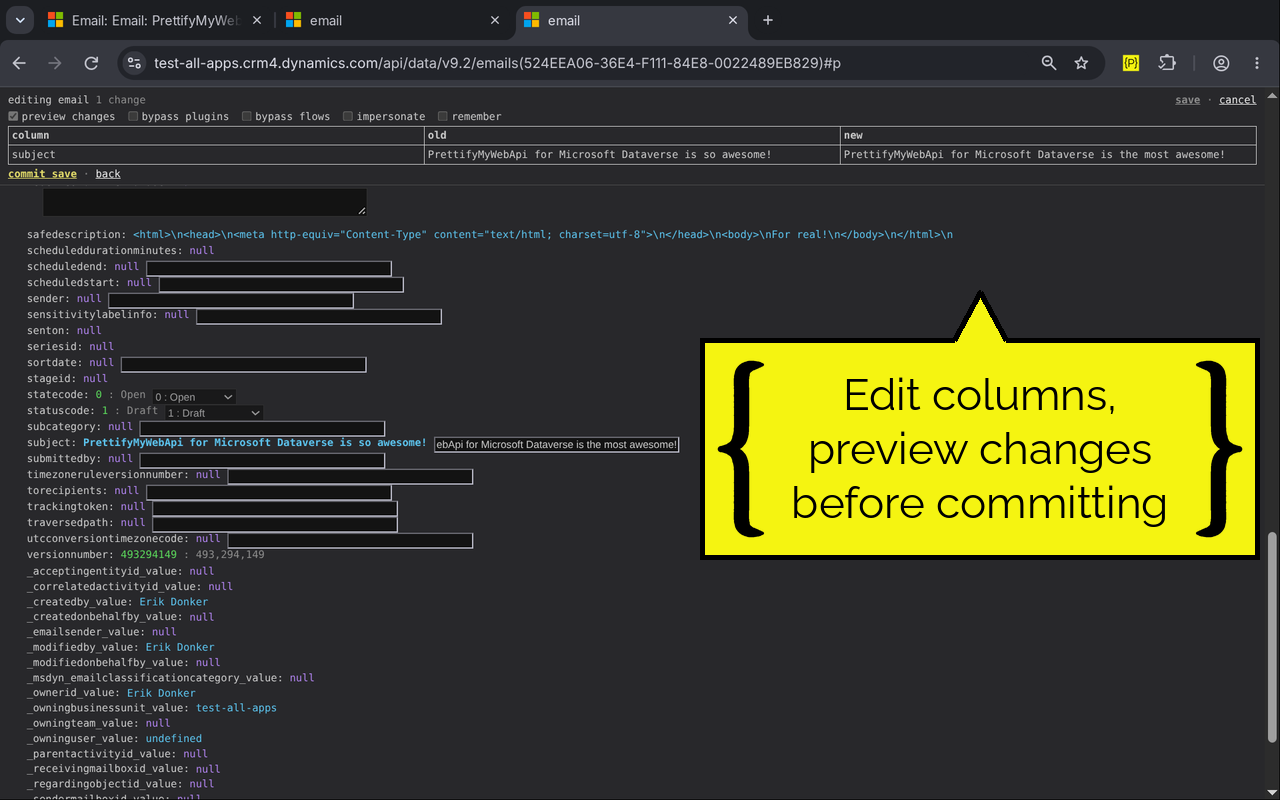 Email: Email: PrettifyMyWeb
email
email
test-all-apps.crm4.dynamics.com/api/data/v9.2/emails(524EEA06-36E4-F111-84E8-0022489EB829)#p
{P}
editing email 1 change
save · cancel
preview changes bypass plugins bypass flows impersonate remember
column old new
subject PrettifyMyWebApi for Microsoft Dataverse is so awesome! PrettifyMyWebApi for Microsoft Dataverse is the most awesome!
commit save · back
safedescription: <html>\n<head>\n<meta http-equiv="Content-Type" content="text/html; charset=utf-8">\n</head>\n<body>\nFor real!\n</body>\n</html>\n
scheduleddurationminutes: null
scheduledend: null
scheduledstart: null
sender: null
sensitivitylabelinfo: null
senton: null
seriesid: null
sortdate: null
stageid: null
statecode: 0 : Open 0 : Open
statuscode: 1 : Draft 1 : Draft
subcategory: null
subject: PrettifyMyWebApi for Microsoft Dataverse is so awesome! ebApi for Microsoft Dataverse is the most awesome!
submittedby: null
timezoneruleversionnumber: null
torecipients: null
trackingtoken: null
traversedpath: null
utcconversiontimezonecode: null
versionnumber: 493294149 : 493,294,149
_acceptingentityid_value: null
_correlatedactivityid_value: null
_createdby_value: Erik Donker
_createdonbehalfby_value: null
_emailsender_value: null
_modifiedby_value: Erik Donker
_modifiedonbehalfby_value: null
_msdyn_emailclassificationcategory_value: null
_ownerid_value: Erik Donker
_owningbusinessunit_value: test-all-apps
_owningteam_value: null
_owninguser_value: undefined
_parentactivityid_value: null
_receivingmailboxid_value: null
_regardingobjectid_value: null
_sendermailboxid_value: null
{ Edit columns,
preview changes
before committing }